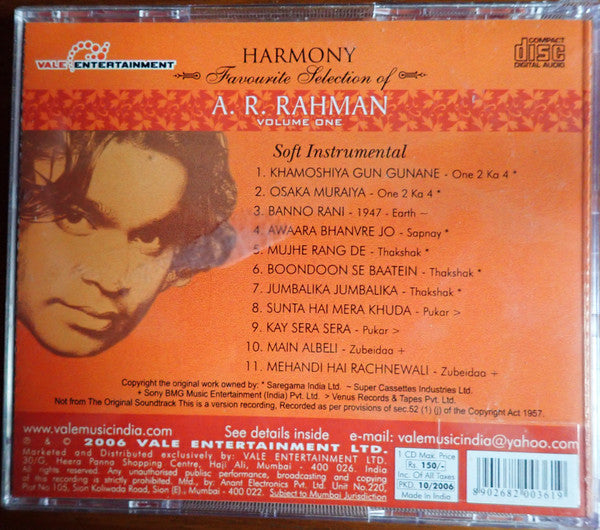 VALE ENTERTAINMENT
HARMONY
Favourite Selection of
COMPACT
disc
DIGITAL AUDIO
A. R. RAHMAN
VOLUME ONE
Soft Instrumental
1. KHAMOSHIYA GUN GUNANE - One 2 Ka 4 *
2. OSAKA MURAIYA - One 2 Ka 4 *
3. BANNO RANI - 1947 - Earth ~
4. AWAARA BHANVRE JO - Sapnay *
5. MUJHE RANG DE - Thakshak *
6. BOONDOON SE BAATEIN - Thakshak *
7. JUMBALIKA JUMBALIKA - Thakshak *
8. SUNTA HAI MERA KHUDA - Pukar >
9. KAY SERA SERA - Pukar >
10. MAIN ALBELI - Zubeidaa +
11. MEHANDI HAI RACHNEWALI - Zubeidaa +
Copyright the original work owned by: * Saregama India Ltd. ~ Super Cassettes Industries Ltd.
+ Sony BMG Music Entertainment (India) Pvt. Ltd. > Venus Records & Tapes Pvt. Ltd.
Not from The Original Soundtrack This is a version recording, Recorded as per provisions of sec.52 (1) (j) of the Copyright Act 1957.
www.valemusicindia.com See details inside e-mail: valemusicindia@yahoo.com
℗ & © 2006 VALE ENTERTAINMENT LTD.
Marketed and Distributed exclusively by: VALE ENTERTAINMENT LTD.
30/G, Heera Panna Shopping Centre, Haji Ali, Mumbai - 400 026. India
All rights reserved. Any unauthorised public performance, broadcasting and copying
of this recording is strictly prohibited. Mfd., by: Anant Electronics Pvt. Ltd. Unit No.220,
Plot No 105, Sion Koliwada Road, Sion (E)., Mumbai - 400 022. Subject to Mumbai Jurisdiction
1 CD Max. Price
Rs. 150/-
Inc. Of All Taxes
PKD. 10/2006
Made in India
8 902682 003619